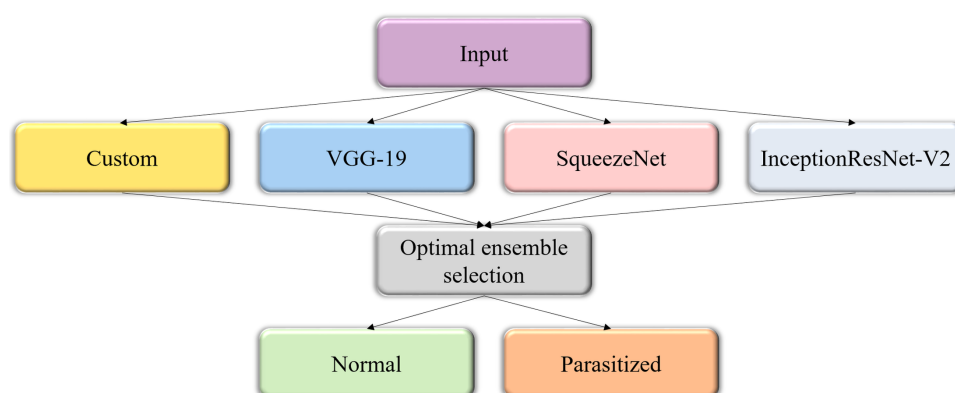 Input
Custom
VGG-19
SqueezeNet
InceptionResNet-V2
Optimal ensemble
selection
Normal
Parasitized